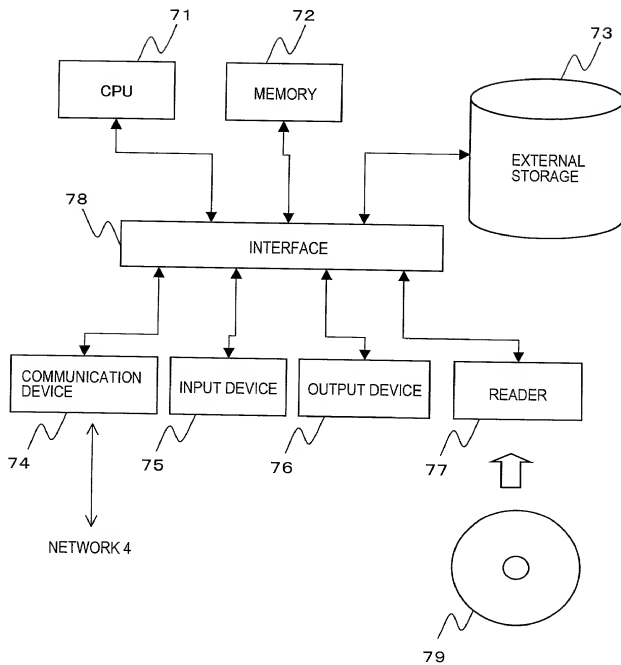 71
72
73
CPU
MEMORY
EXTERNAL
STORAGE
78
INTERFACE
COMMUNICATION
DEVICE
INPUT DEVICE
OUTPUT DEVICE
READER
74
75
76
77
NETWORK 4
79